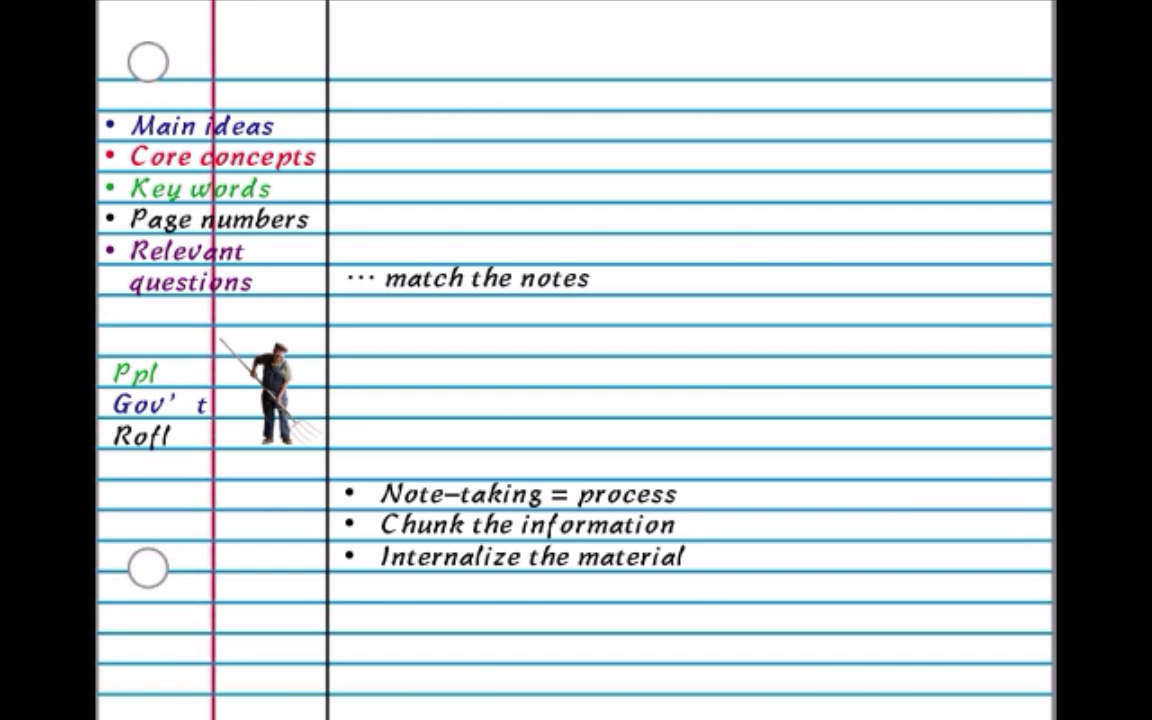 • Main ideas
• Core concepts
• Key words
• Page numbers
• Relevant
questions
... match the notes
Ppl
Gov' t
Rofl
• Note-taking = process
• Chunk the information
• Internalize the material